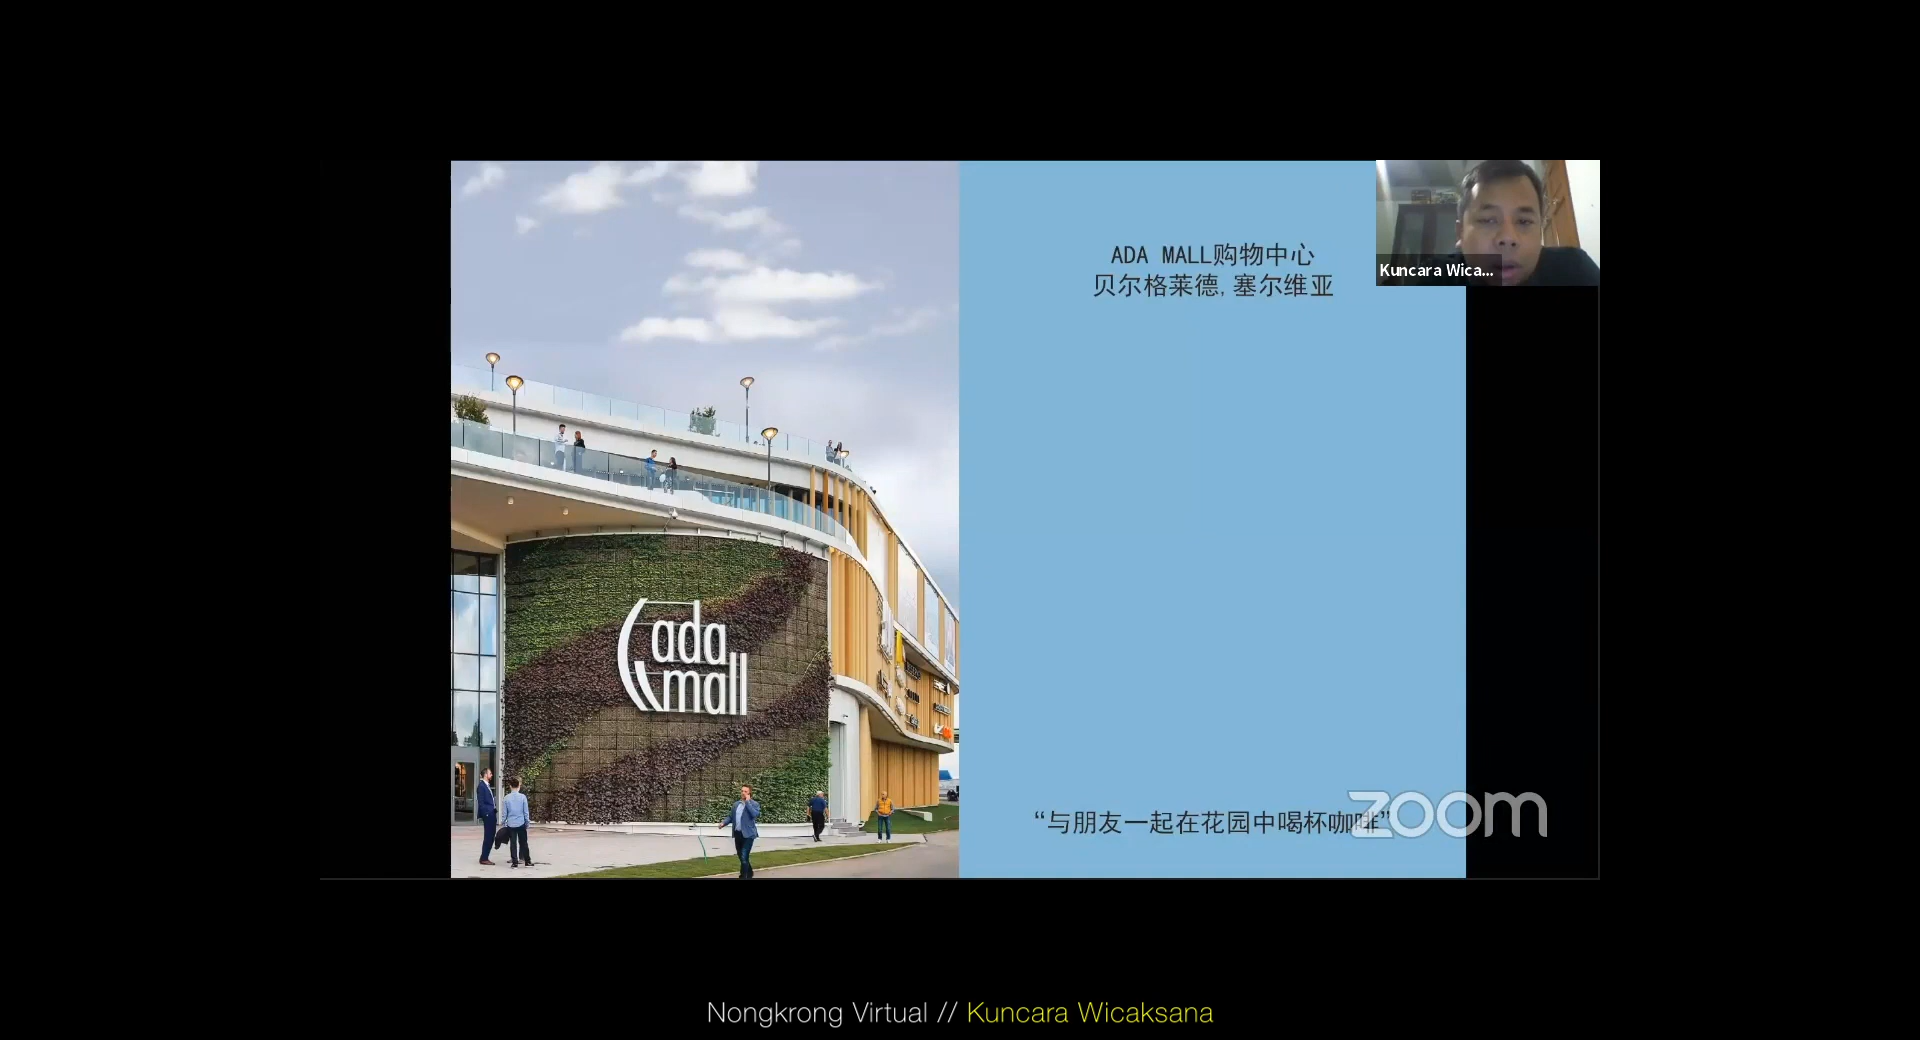 ADA MALL购物中心
贝尔格莱德, 塞尔维亚
Kuncara Wica...
ada
mall
“与朋友一起在花园中喝杯咖啡”
zoom
Nongkrong Virtual // Kuncara Wicaksana